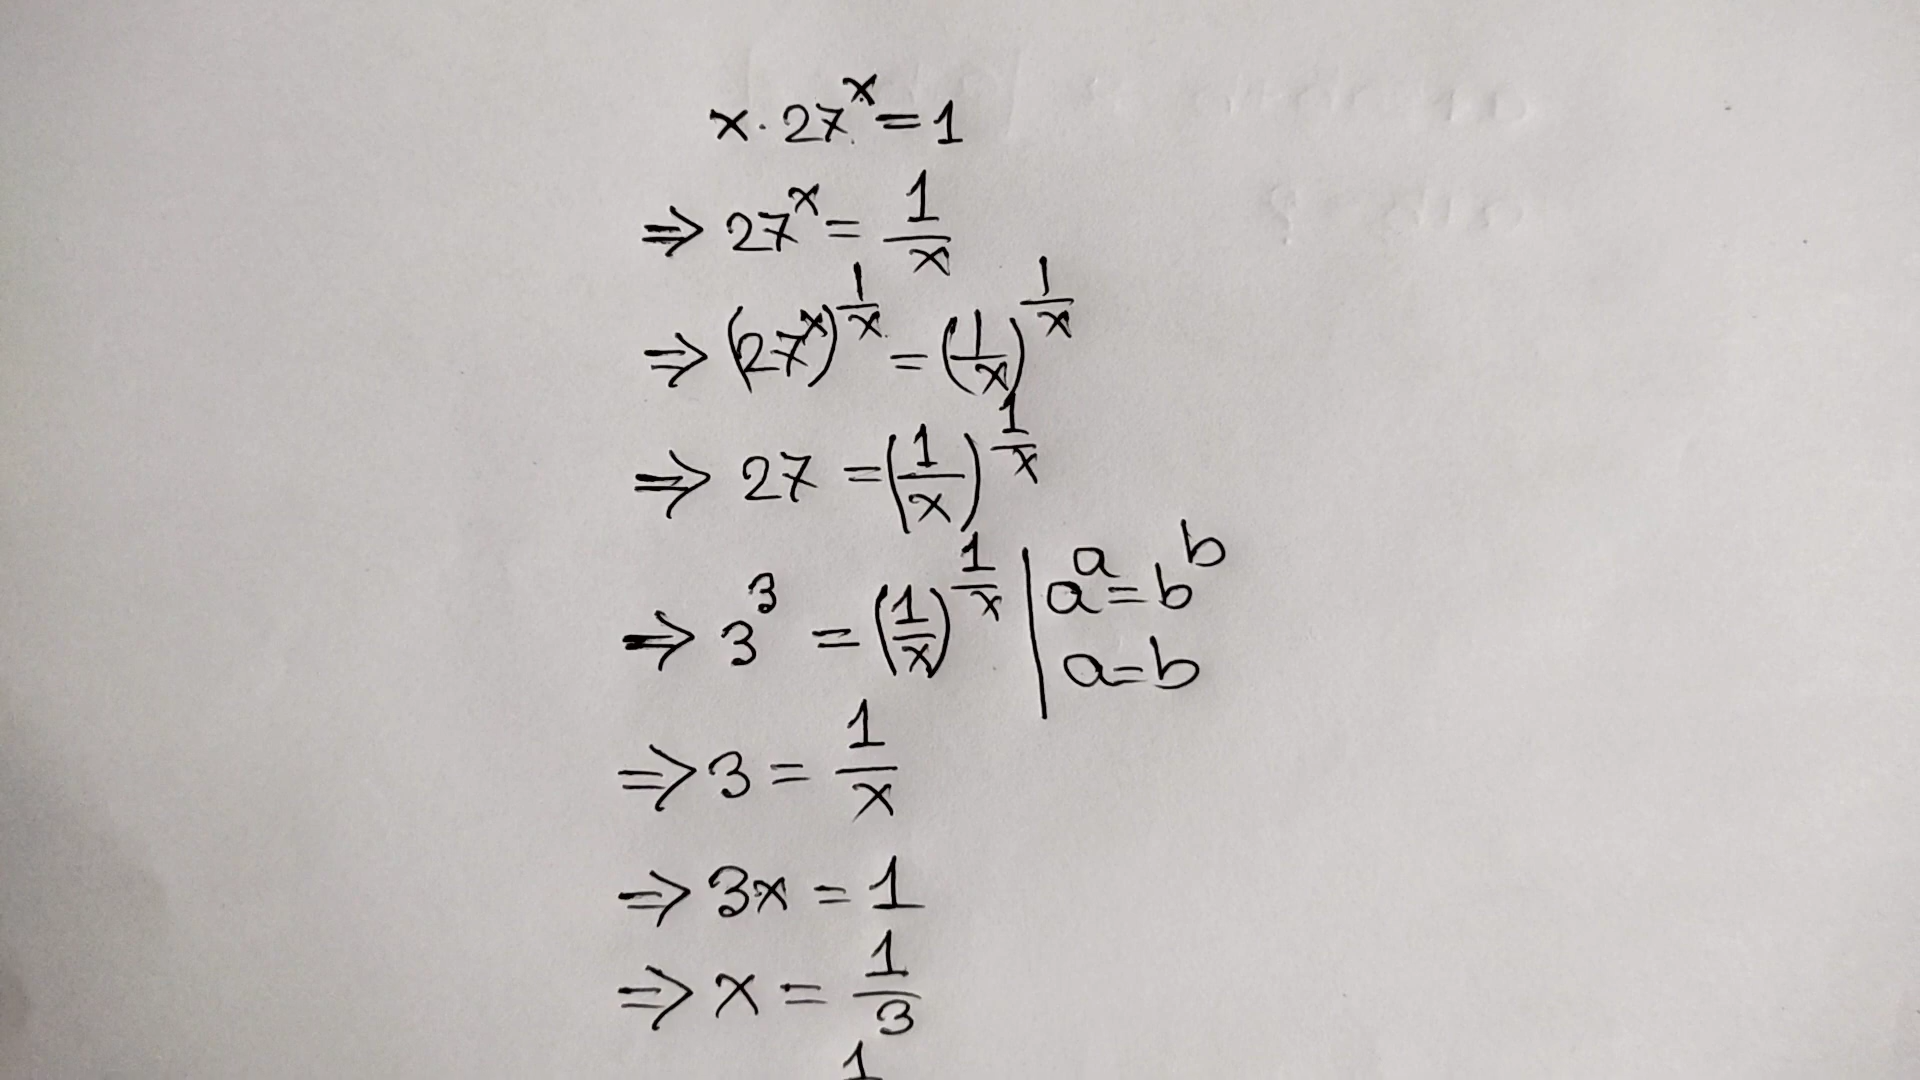 x · 27^x = 1
⇒ 27^x = 1/x
⇒ (27^x)^(1/x) = (1/x)^(1/x)
⇒ 27 = (1/x)^(1/x)
⇒ 3^3 = (1/x)^(1/x) | a^a = b^b
a = b
⇒ 3 = 1/x
⇒ 3x = 1
⇒ x = 1/3
1